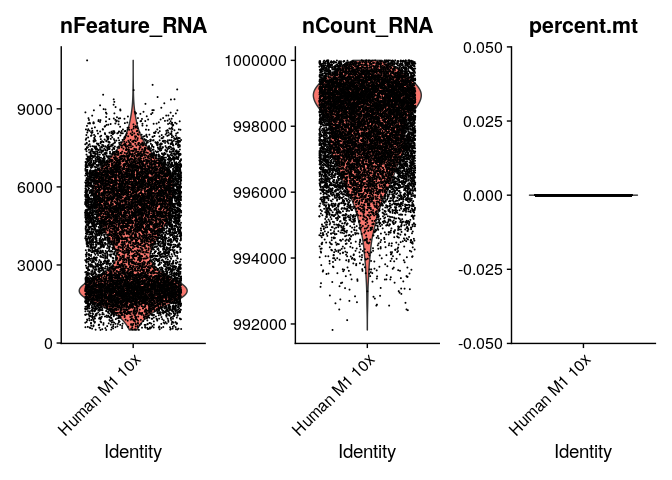 nFeature_RNA
9000
6000
3000
0
Human M1 10x
Identity
nCount_RNA
1000000
998000
996000
994000
992000
Human M1 10x
Identity
percent.mt
0.050
0.025
0.000
-0.025
-0.050
Human M1 10x
Identity